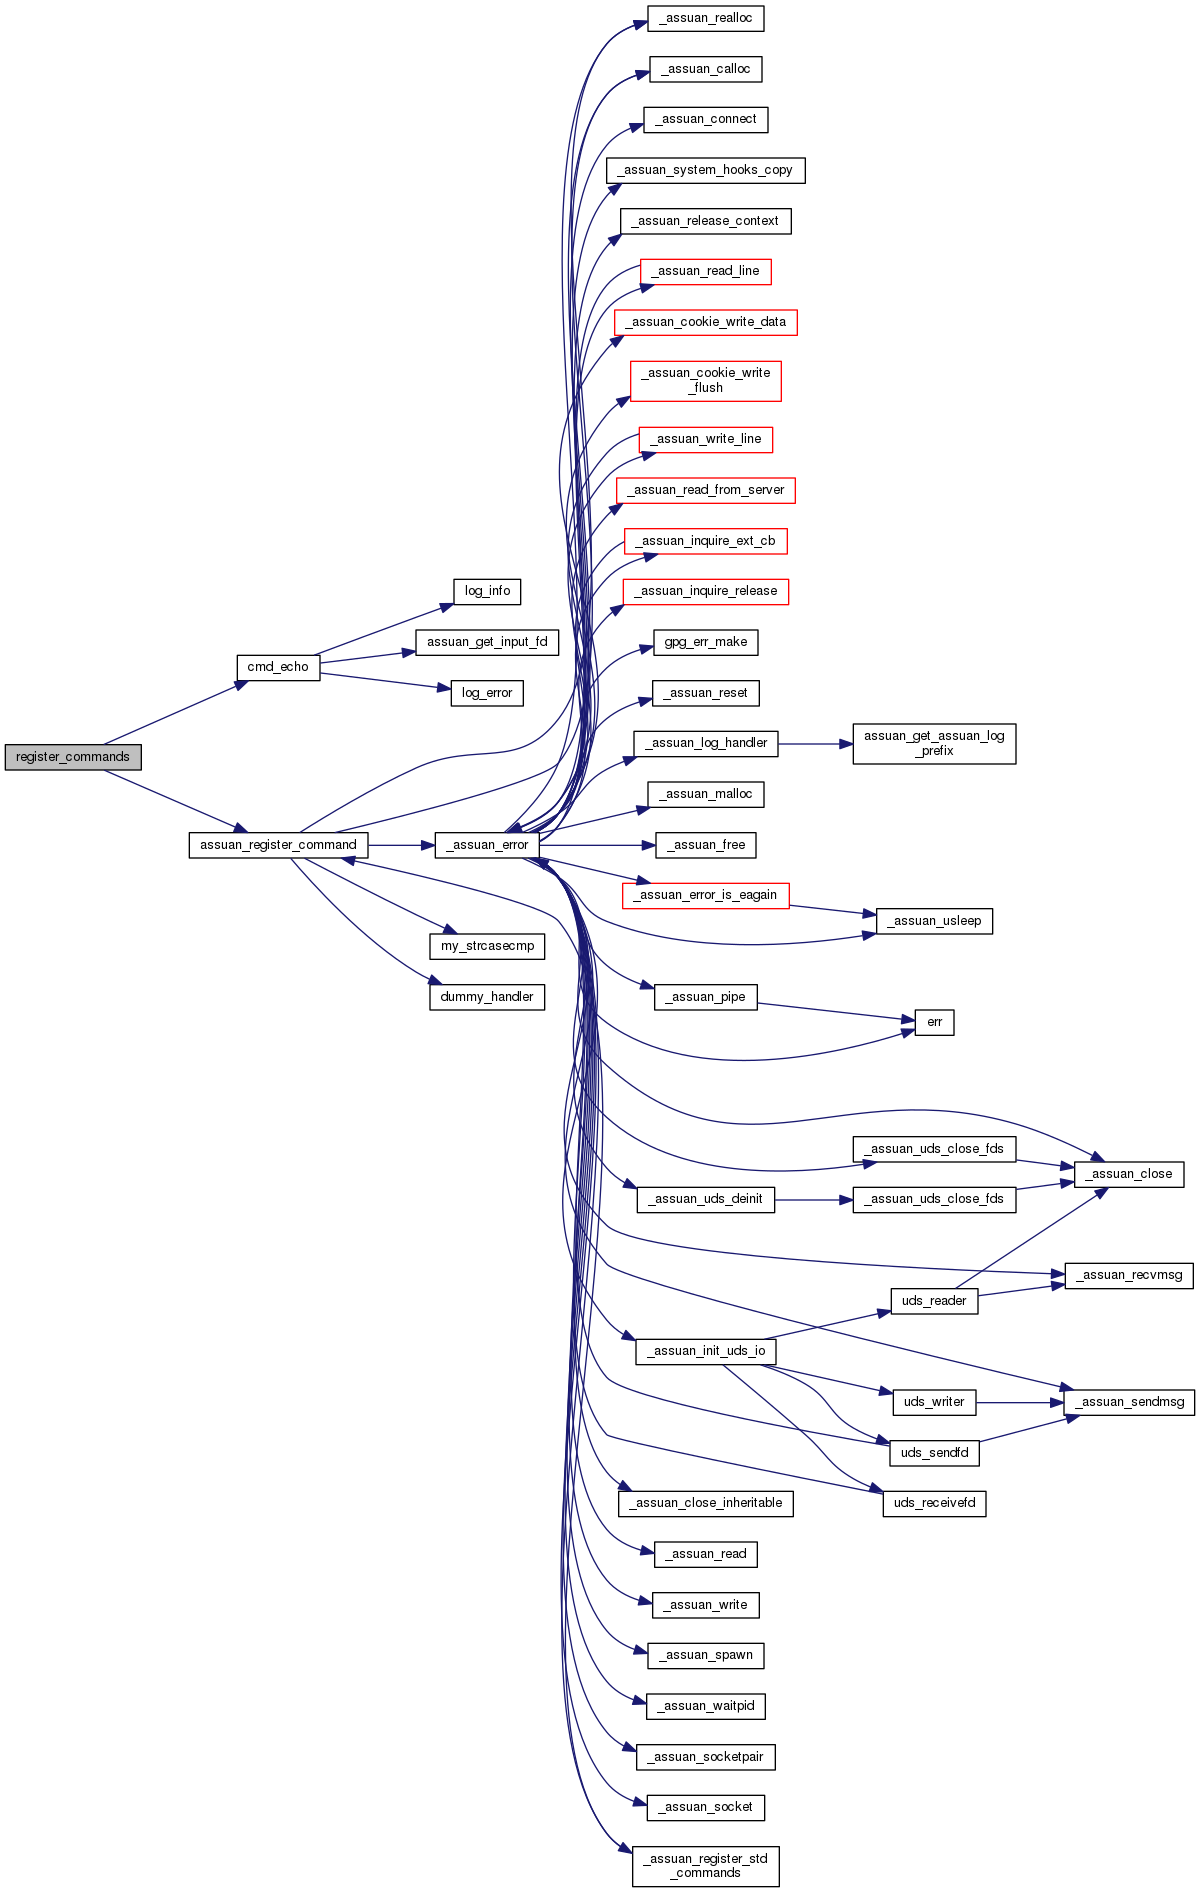 _assuan_realloc
_assuan_calloc
_assuan_connect
_assuan_system_hooks_copy
_assuan_release_context
_assuan_read_line
_assuan_cookie_write_data
_assuan_cookie_write
_flush
_assuan_write_line
_assuan_read_from_server
_assuan_inquire_ext_cb
_assuan_inquire_release
log_info
assuan_get_input_fd
gpg_err_make
cmd_echo
log_error
_assuan_reset
register_commands
_assuan_log_handler
assuan_get_assuan_log
_prefix
_assuan_malloc
assuan_register_command
_assuan_error
_assuan_free
_assuan_error_is_eagain
_assuan_usleep
my_strcasecmp
dummy_handler
_assuan_pipe
err
_assuan_uds_close_fds
_assuan_close
_assuan_uds_deinit
_assuan_uds_close_fds
_assuan_recvmsg
uds_reader
_assuan_init_uds_io
uds_writer
_assuan_sendmsg
uds_sendfd
_assuan_close_inheritable
uds_receivefd
_assuan_read
_assuan_write
_assuan_spawn
_assuan_waitpid
_assuan_socketpair
_assuan_socket
_assuan_register_std
_commands